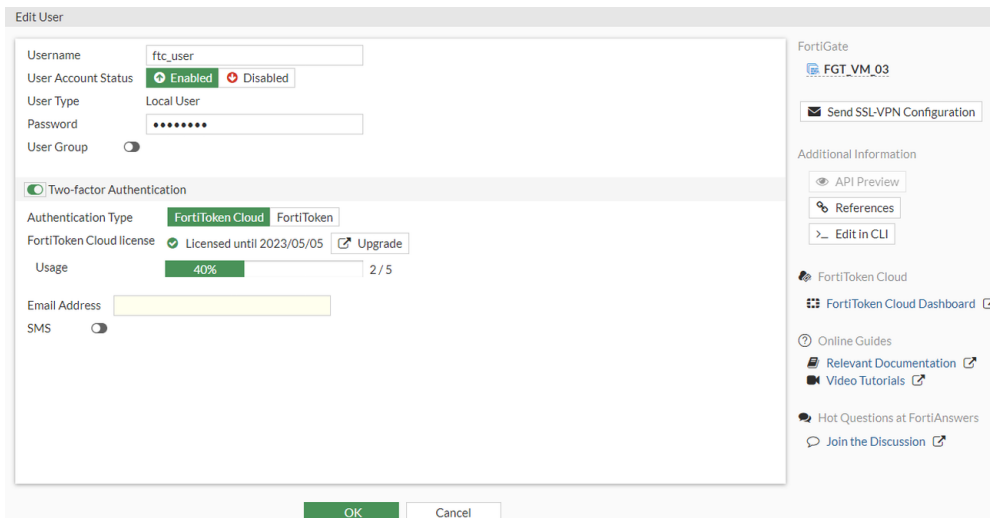 Edit User
Username ftc_user
User Account Status Enabled Disabled
User Type Local User
Password ••••••••
User Group
Two-factor Authentication
Authentication Type FortiToken Cloud FortiToken
FortiToken Cloud license Licensed until 2023/05/05 Upgrade
Usage 40% 2 / 5
Email Address
SMS
OK Cancel
FortiGate
FGT_VM_03
Send SSL-VPN Configuration
Additional Information
API Preview
References
>_ Edit in CLI
FortiToken Cloud
FortiToken Cloud Dashboard
Online Guides
Relevant Documentation
Video Tutorials
Hot Questions at FortiAnswers
Join the Discussion